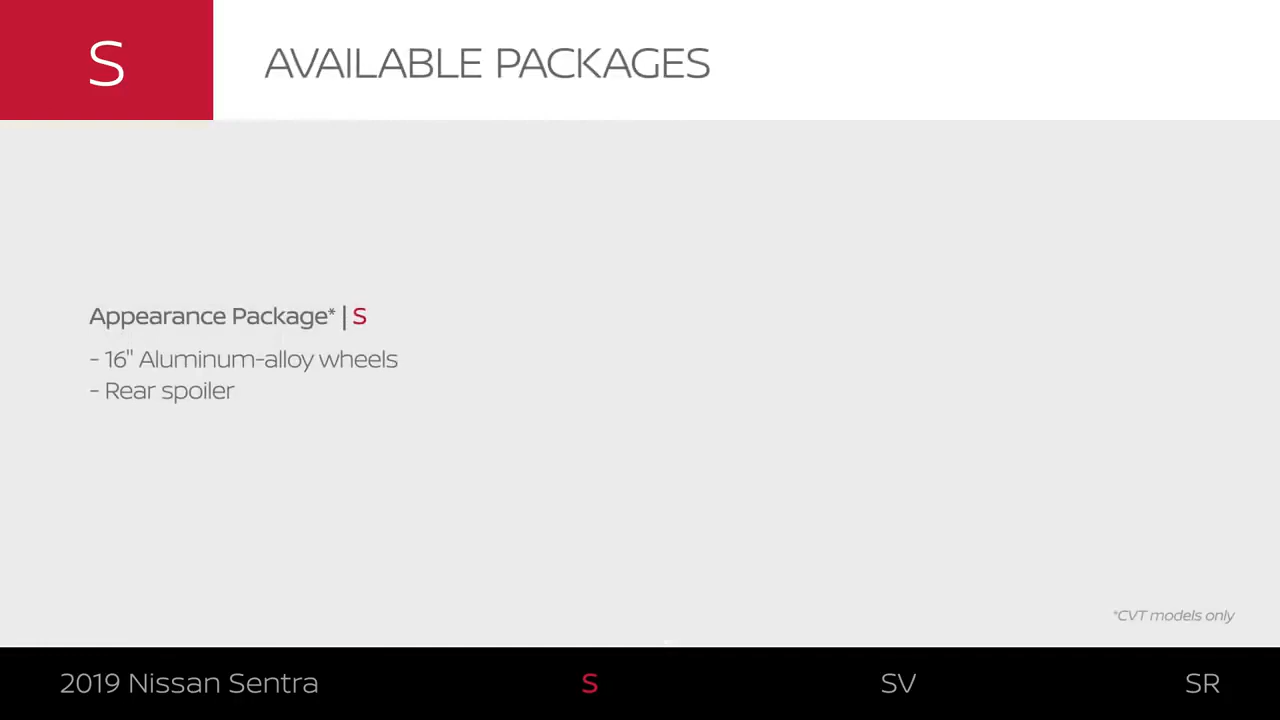 S
AVAILABLE PACKAGES
Appearance Package* | S
- 16" Aluminum-alloy wheels
- Rear spoiler
*CVT models only
2019 Nissan Sentra
S
SV
SR